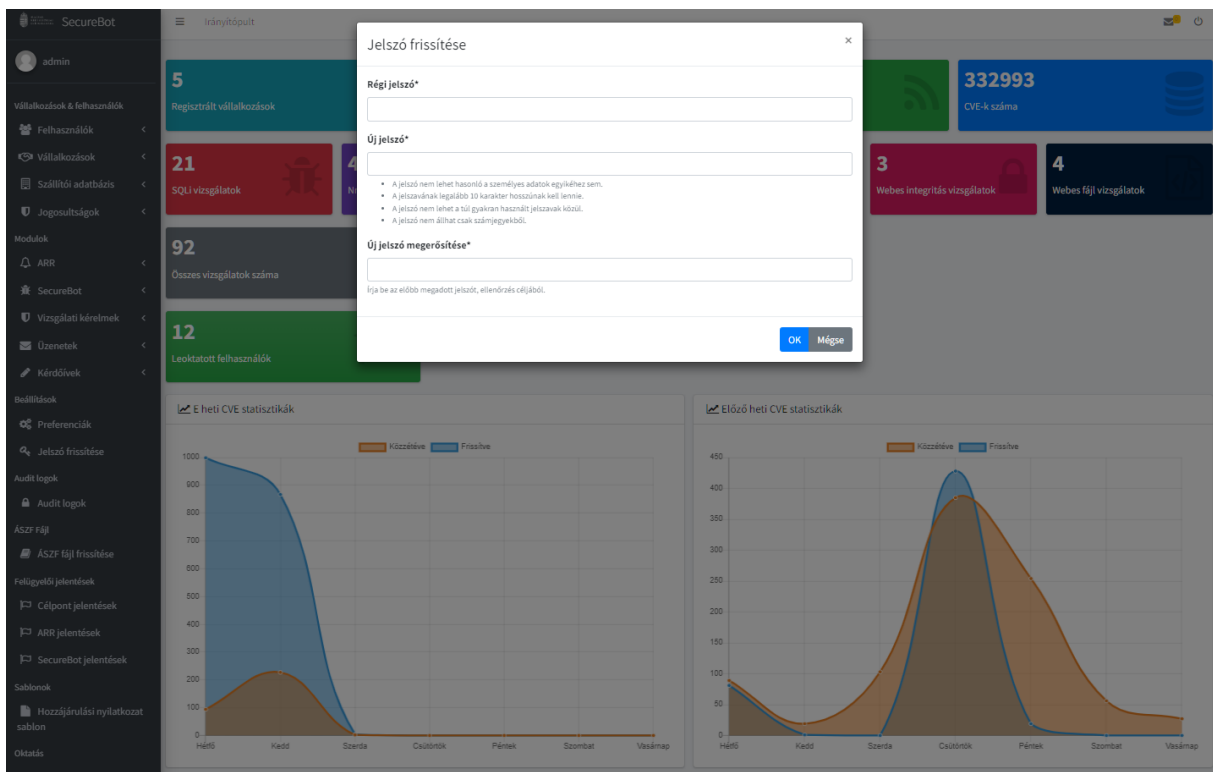 SecureBot
Irányítópult
admin
Vállalkozások & felhasználók
Felhasználók
Vállalkozások
Szállítói adatbázis
Jogosultságok
Modulok
ARR
SecureBot
Vizsgálati kérelmek
Üzenetek
Kérdőívek
Beállítások
Preferenciák
Jelszó frissítése
Audit logok
Audit logok
ÁSZF Fájl
ÁSZF fájl frissítése
Felügyelői jelentések
Célpont jelentések
ARR jelentések
SecureBot jelentések
Sablonok
Hozzájárulási nyilatkozat
sablon
Oktatás
Jelszó frissítése
×
Régi jelszó*
Új jelszó*
A jelszó nem lehet hasonló a személyes adatok egyikéhez sem.
A jelszavának legalább 10 karakter hosszúnak kell lennie.
A jelszó nem lehet a túl gyakran használt jelszavak közül.
A jelszó nem állhat csak számjegyekből.
Új jelszó megerősítése*
Írja be az előbb megadott jelszót, ellenőrzés céljából.
OK Mégse
5
Regisztrált vállalkozások
332993
CVE-k száma
21
SQLi vizsgálatok
4
3
Webes integritás vizsgálatok
4
Webes fájl vizsgálatok
92
Összes vizsgálatok száma
12
Leoktatott felhasználók
E heti CVE statisztikák
Közzétéve Frissítve
1000
900
800
700
600
500
400
300
200
100
0
Hétfő Kedd Szerda Csütörtök Péntek Szombat Vasárnap
Előző heti CVE statisztikák
Közzétéve Frissítve
450
400
350
300
250
200
150
100
50
0
Hétfő Kedd Szerda Csütörtök Péntek Szombat Vasárnap